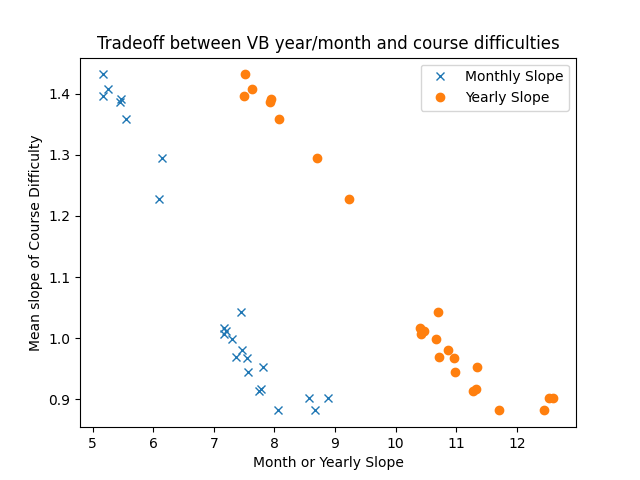 Tradeoff between VB year/month and course difficulties
Monthly Slope
Yearly Slope
Mean slope of Course Difficulty
1.4
1.3
1.2
1.1
1.0
0.9
5 6 7 8 9 10 11 12
Month or Yearly Slope